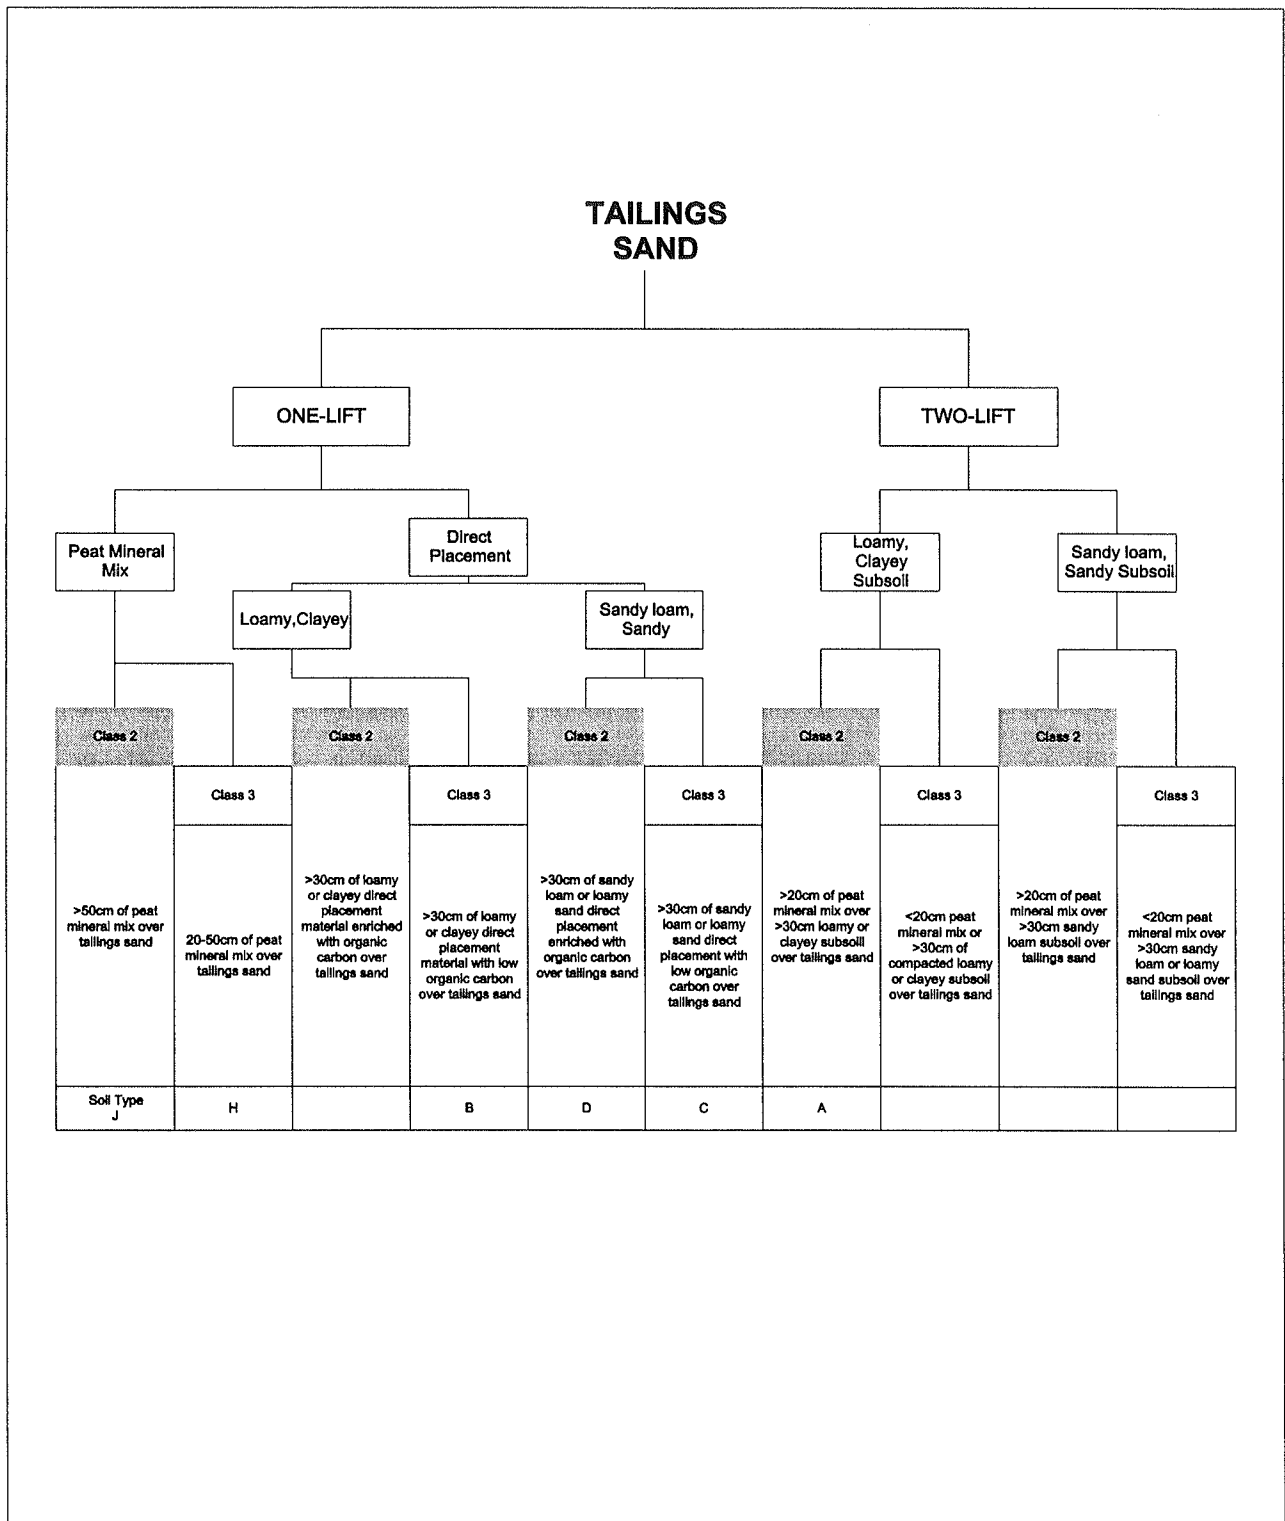 TAILINGS
SAND
ONE-LIFT
TWO-LIFT
Peat Mineral
Mix
Direct
Placement
Loamy,
Clayey
Subsoil
Sandy loam,
Sandy Subsoil
Loamy,Clayey
Sandy loam,
Sandy
Class 2
Class 2
Class 2
Class 2
Class 2
Class 3
Class 3
Class 3
Class 3
Class 3
>50cm of peat
mineral mix over
tailings sand
20-50cm of peat
mineral mix over
tailings sand
>30cm of loamy
or clayey direct
placement
material enriched
with organic
carbon over
tailings sand
>30cm of loamy
or clayey direct
placement
material with low
organic carbon
over tailings sand
>30cm of sandy
loam or loamy
sand direct
placement
enriched with
organic carbon
over tailings sand
>30cm of sandy
loam or loamy
sand direct
placement with
low organic
carbon over
tailings sand
>20cm of peat
mineral mix over
>30cm loamy or
clayey subsoil
over tailings sand
<20cm peat
mineral mix or
>30cm of
compacted loamy
or clayey subsoil
over tailings sand
>20cm of peat
mineral mix over
>30cm sandy
loam subsoil over
tailings sand
<20cm peat
mineral mix over
>30cm sandy
loam or loamy
sand subsoil over
tailings sand
Soil Type
J
H
B
D
C
A